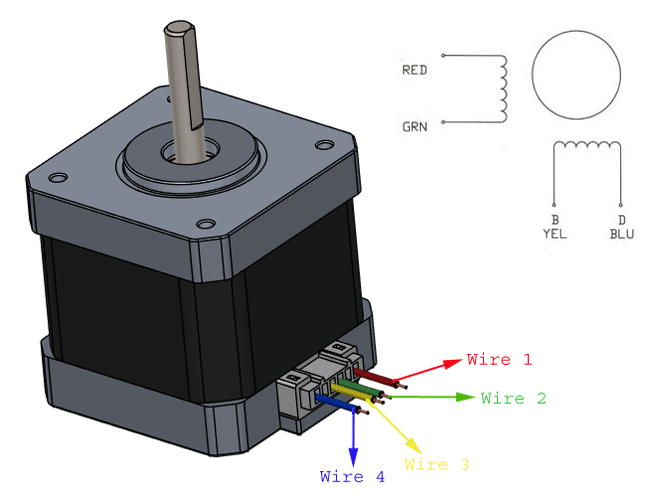 RED
GRN
B D
YEL BLU
Wire 1
Wire 2
Wire 3
Wire 4